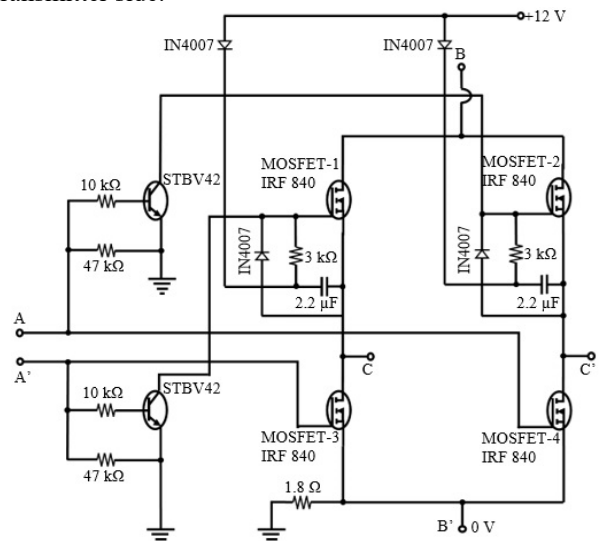 +12 V
IN4007
IN4007
B
MOSFET-1
IRF 840
MOSFET-2
IRF 840
STBV42
10 kΩ
47 kΩ
IN4007
3 kΩ
2.2 µF
IN4007
3 kΩ
2.2 µF
A
A'
C
C'
10 kΩ
STBV42
47 kΩ
MOSFET-3
IRF 840
MOSFET-4
IRF 840
1.8 Ω
B'
0 V